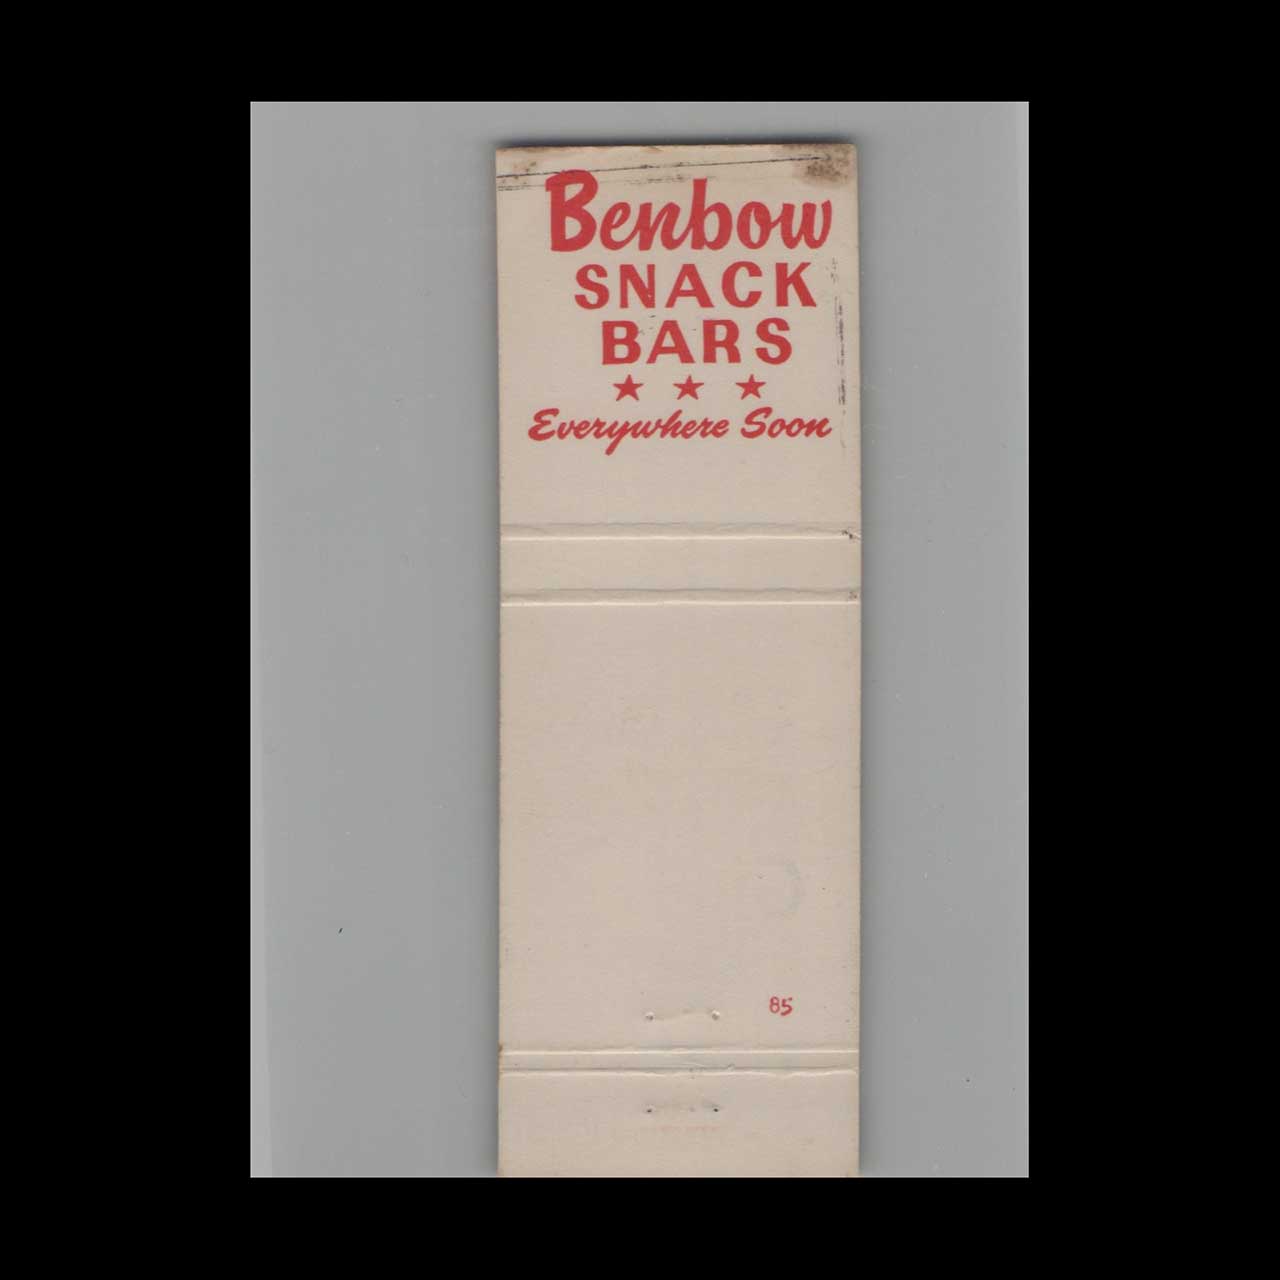 Benbow
SNACK
BARS
★ ★ ★
Everywhere Soon
85